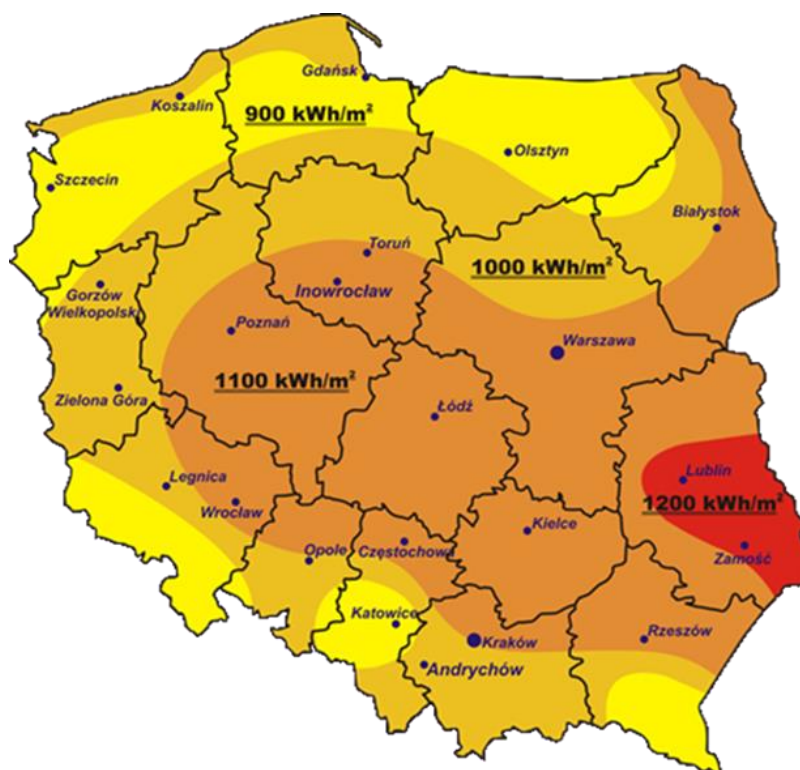 Gdańsk
Koszalin
900 kWh/m²
Olsztyn
Szczecin
Białystok
Toruń
1000 kWh/m²
Inowrocław
Gorzów
Wielkopolski
Poznań
Warszawa
1100 kWh/m²
Zielona Góra
Łódź
Legnica
Lublin
Wrocław
1200 kWh/m²
Kielce
Opole
Częstochowa
Zamość
Katowice
Kraków
Rzeszów
Andrychów